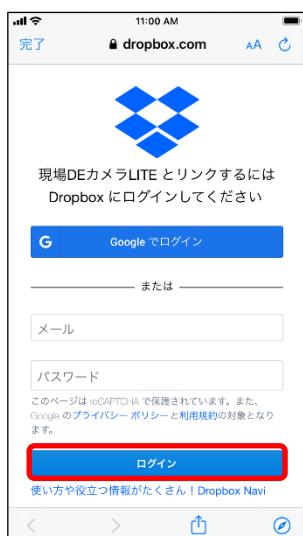 11:00 AM
完了
dropbox.com
AA
現場DEカメラLITE とリンクするには
Dropbox にログインしてください
G
Google でログイン
または
メール
パスワード
このページは reCAPTCHA で保護されています。また、
Google のプライバシー ポリシーと利用規約の対象となり
ます。
ログイン
使い方や役立つ情報がたくさん！Dropbox Navi